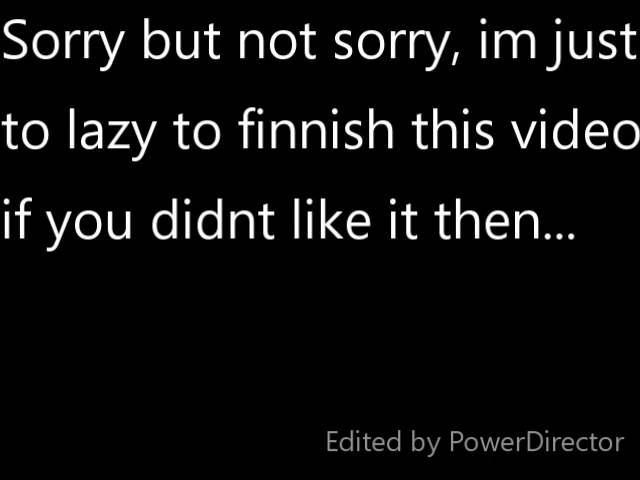 Sorry but not sorry, im just
to lazy to finnish this video
if you didnt like it then...
Edited by PowerDirector